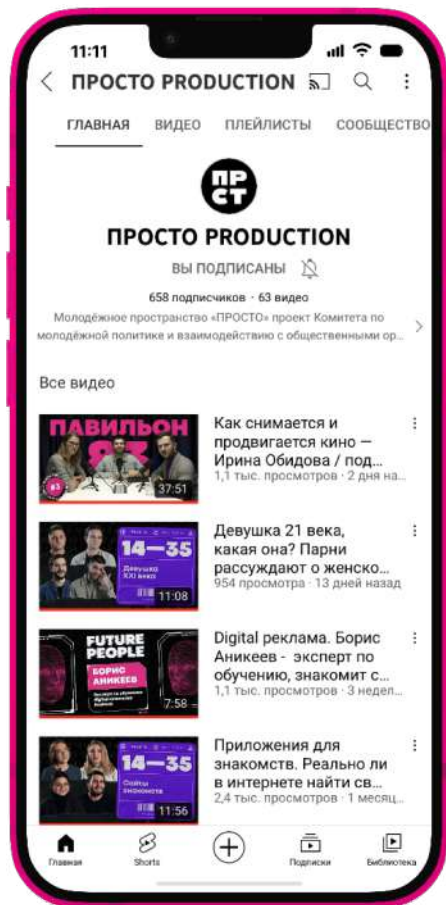 11:11
ПРОСТО PRODUCTION
ГЛАВНАЯ ВИДЕО ПЛЕЙЛИСТЫ СООБЩЕСТВО
ПР
СТ
ПРОСТО PRODUCTION
ВЫ ПОДПИСАНЫ
658 подписчиков · 63 видео
Молодёжное пространство «ПРОСТО» проект Комитета по
молодёжной политике и взаимодействию с общественными ор...
Все видео
ПАВИЛЬОН
83
#3
37:51
Как снимается и
продвигается кино —
Ирина Обидова / под...
1,1 тыс. просмотров · 2 дня на...
14—35
Девушка
XXI века
11:08
Девушка 21 века,
какая она? Парни
рассуждают о женско...
954 просмотра · 13 дней назад
FUTURE
PEOPLE
БОРИС
АНИКЕЕВ
7:58
Digital реклама. Борис
Аникеев - эксперт по
обучению, знакомит с...
1,1 тыс. просмотров · 3 недел...
14—35
Сайты
знакомств
11:56
Приложения для
знакомств. Реально ли
в интернете найти св...
2,4 тыс. просмотров · 1 месяц...
Главная Shorts Подписки Библиотека